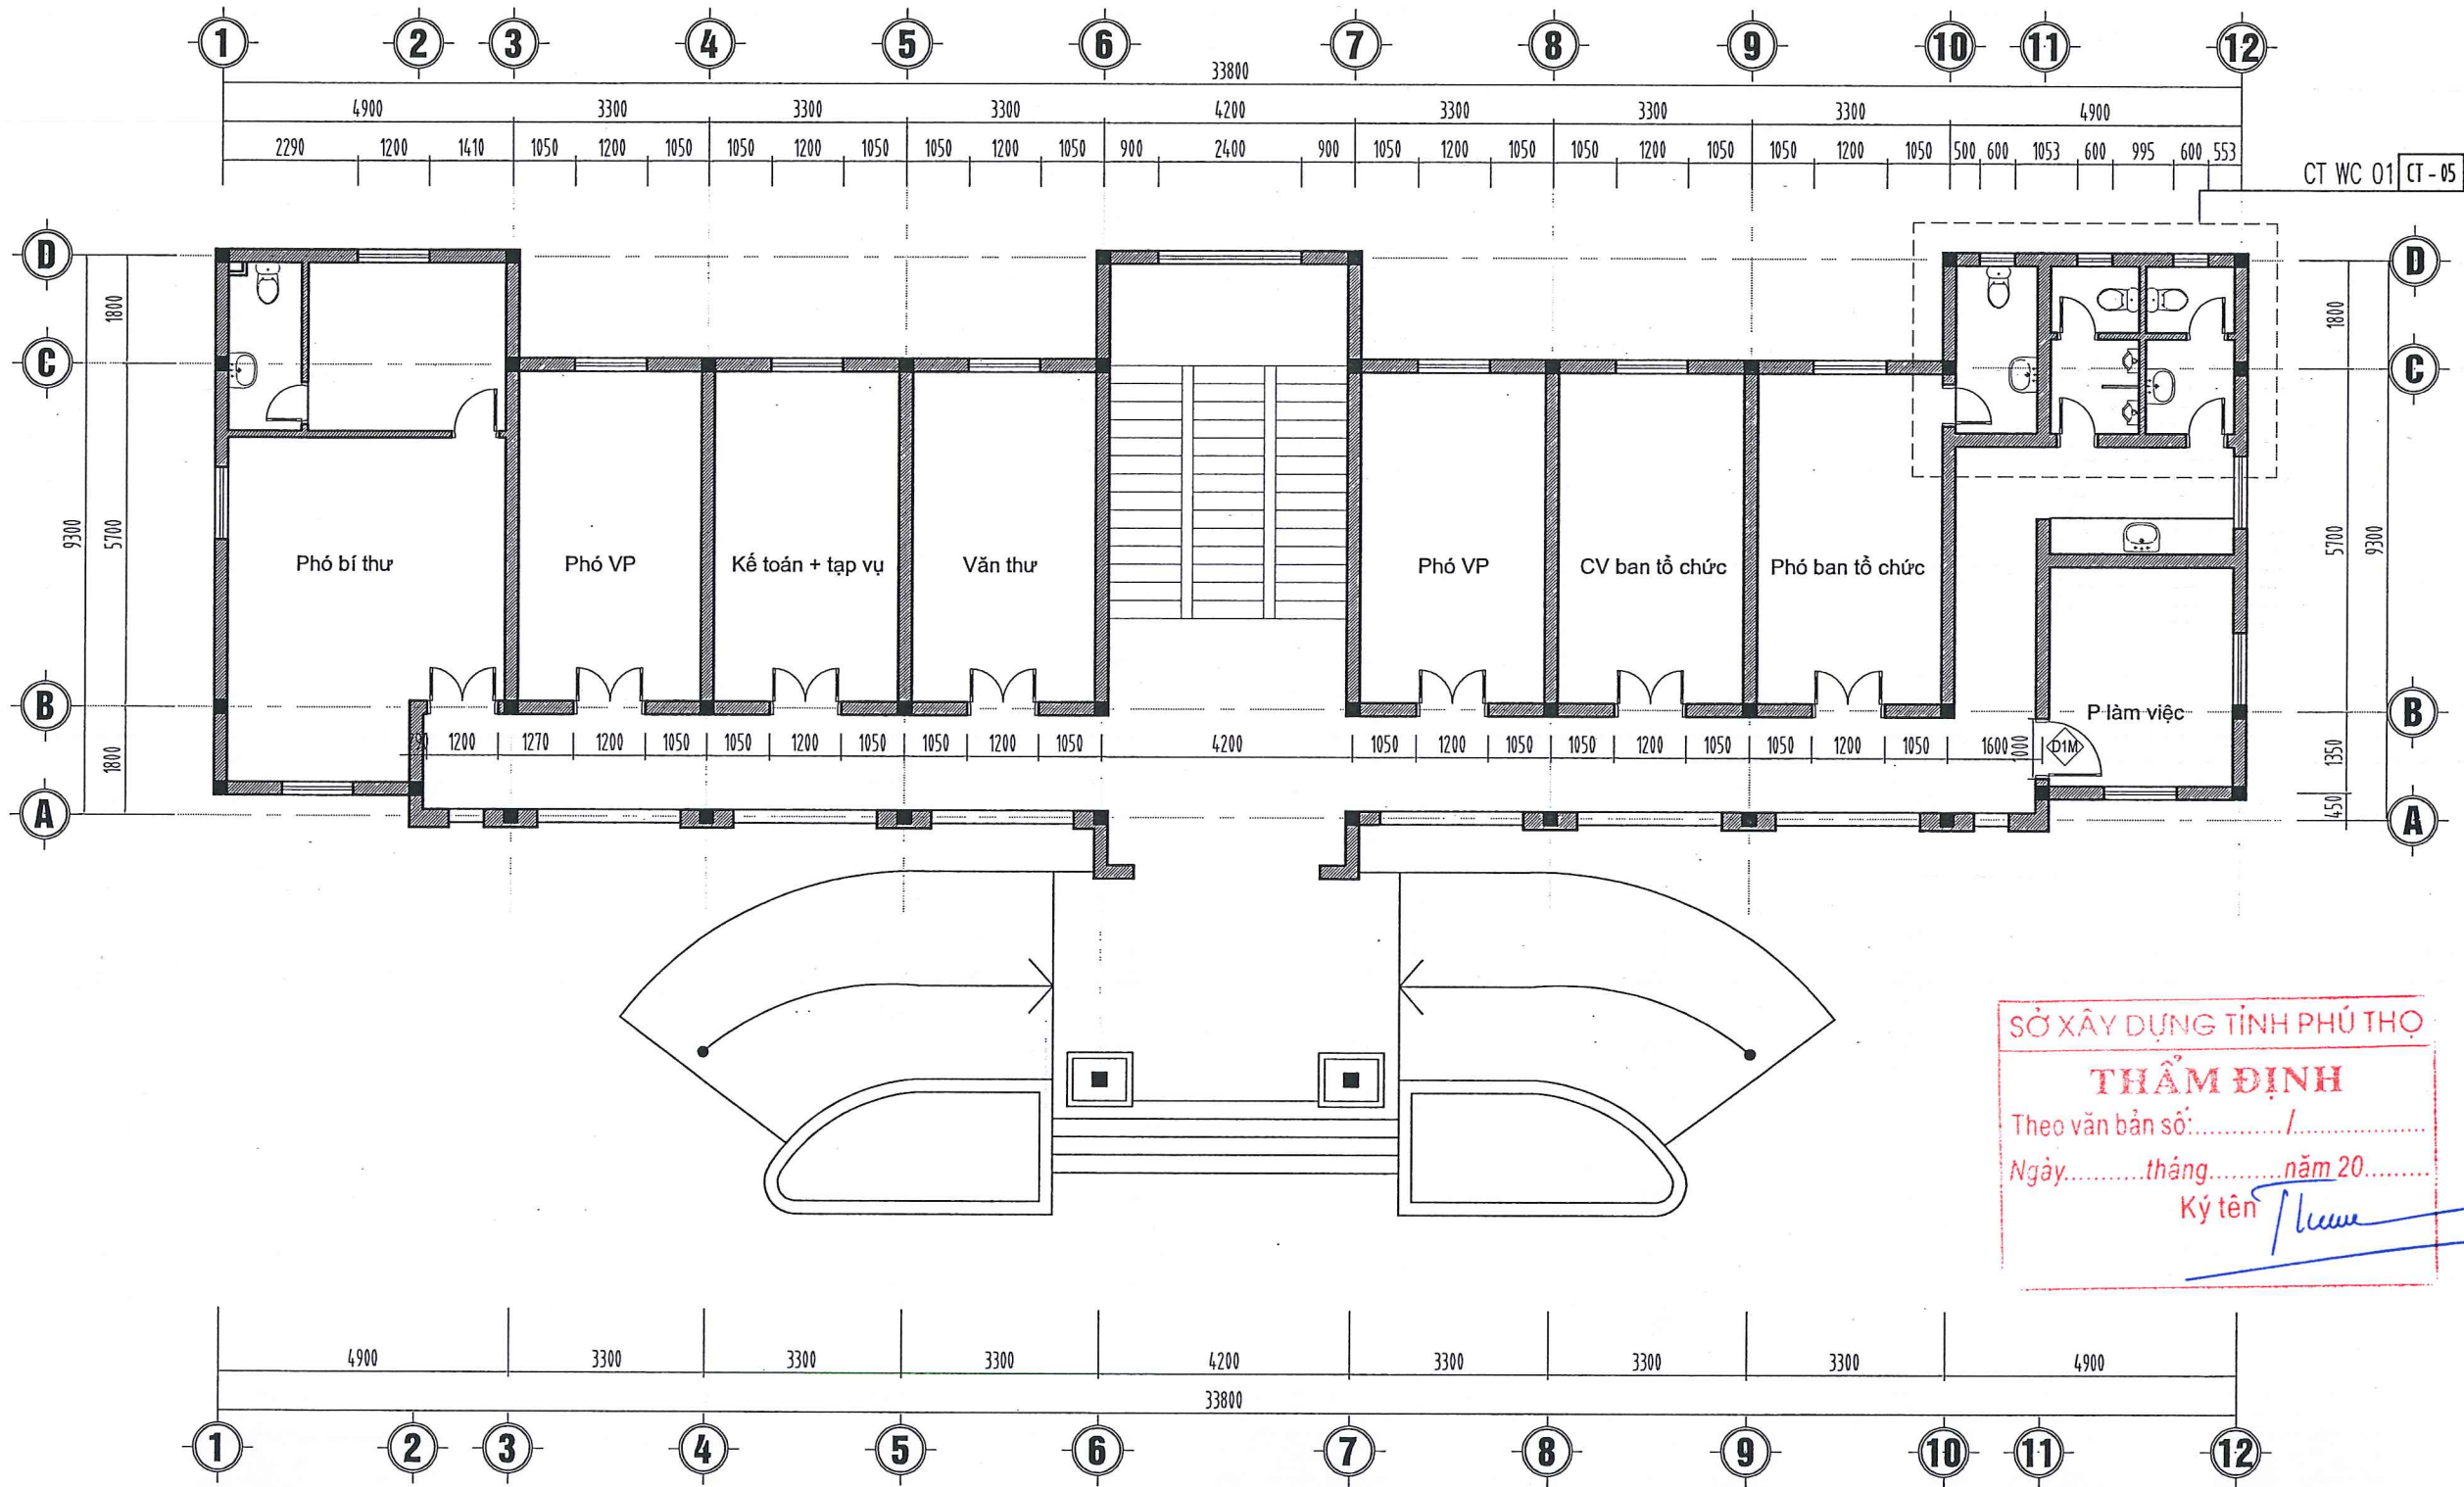 1 2 3 4 5 6 7 8 9 10 11 12
33800
4900 3300 3300 3300 4200 3300 3300 3300 4900
2290 1200 1410 1050 1200 1050 1050 1200 1050 1050 1200 1050 900 2400 900 1050 1200 1050 1050 1200 1050 1050 1200 1050 500 600 1053 600 995 600 553
CT WC 01 CT - 05
D D
1800 1800
C C
9300 5700 5700 9300
Phó bí thư Phó VP Kế toán + tạp vụ Văn thư Phó VP CV ban tổ chức Phó ban tổ chức
B P làm việc B
1200 1270 1200 1050 1050 1200 1050 1050 1200 1050 4200 1050 1200 1050 1050 1200 1050 1050 1200 1050 1600 1000 D1M
1800 1350
450
A A
SỞ XÂY DỰNG TỈNH PHÚ THỌ
THẨM ĐỊNH
Theo văn bản số:............/..................
Ngày...........tháng..........năm 20.........
Ký tên
4900 3300 3300 3300 4200 3300 3300 3300 4900
33800
1 2 3 4 5 6 7 8 9 10 11 12